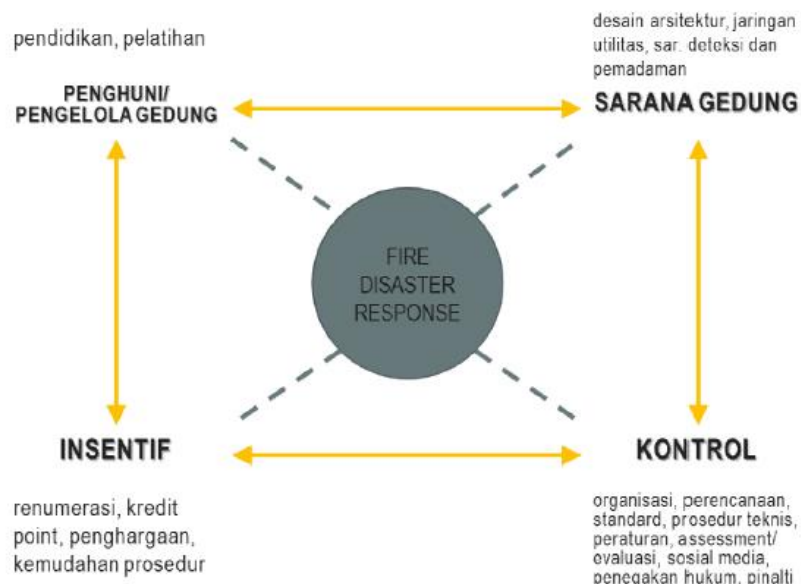 pendidikan, pelatihan
PENGHUNI/
PENGELOLA GEDUNG
desain arsitektur, jaringan
utilitas, sar. deteksi dan
pemadaman
SARANA GEDUNG
FIRE
DISASTER
RESPONSE
INSENTIF
renumerasi, kredit
point, penghargaan,
kemudahan prosedur
KONTROL
organisasi, perencanaan,
standard, prosedur teknis,
peraturan, assessment/
evaluasi, sosial media,
penegakan hukum, pinalti